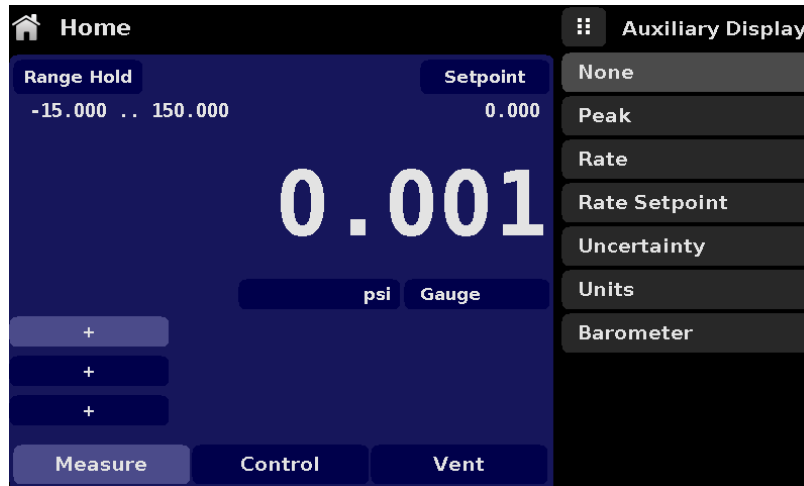 Home
Range Hold Setpoint
-15.000 .. 150.000 0.000
0.001
psi Gauge
+
+
+
Measure Control Vent
Auxiliary Display
None
Peak
Rate
Rate Setpoint
Uncertainty
Units
Barometer